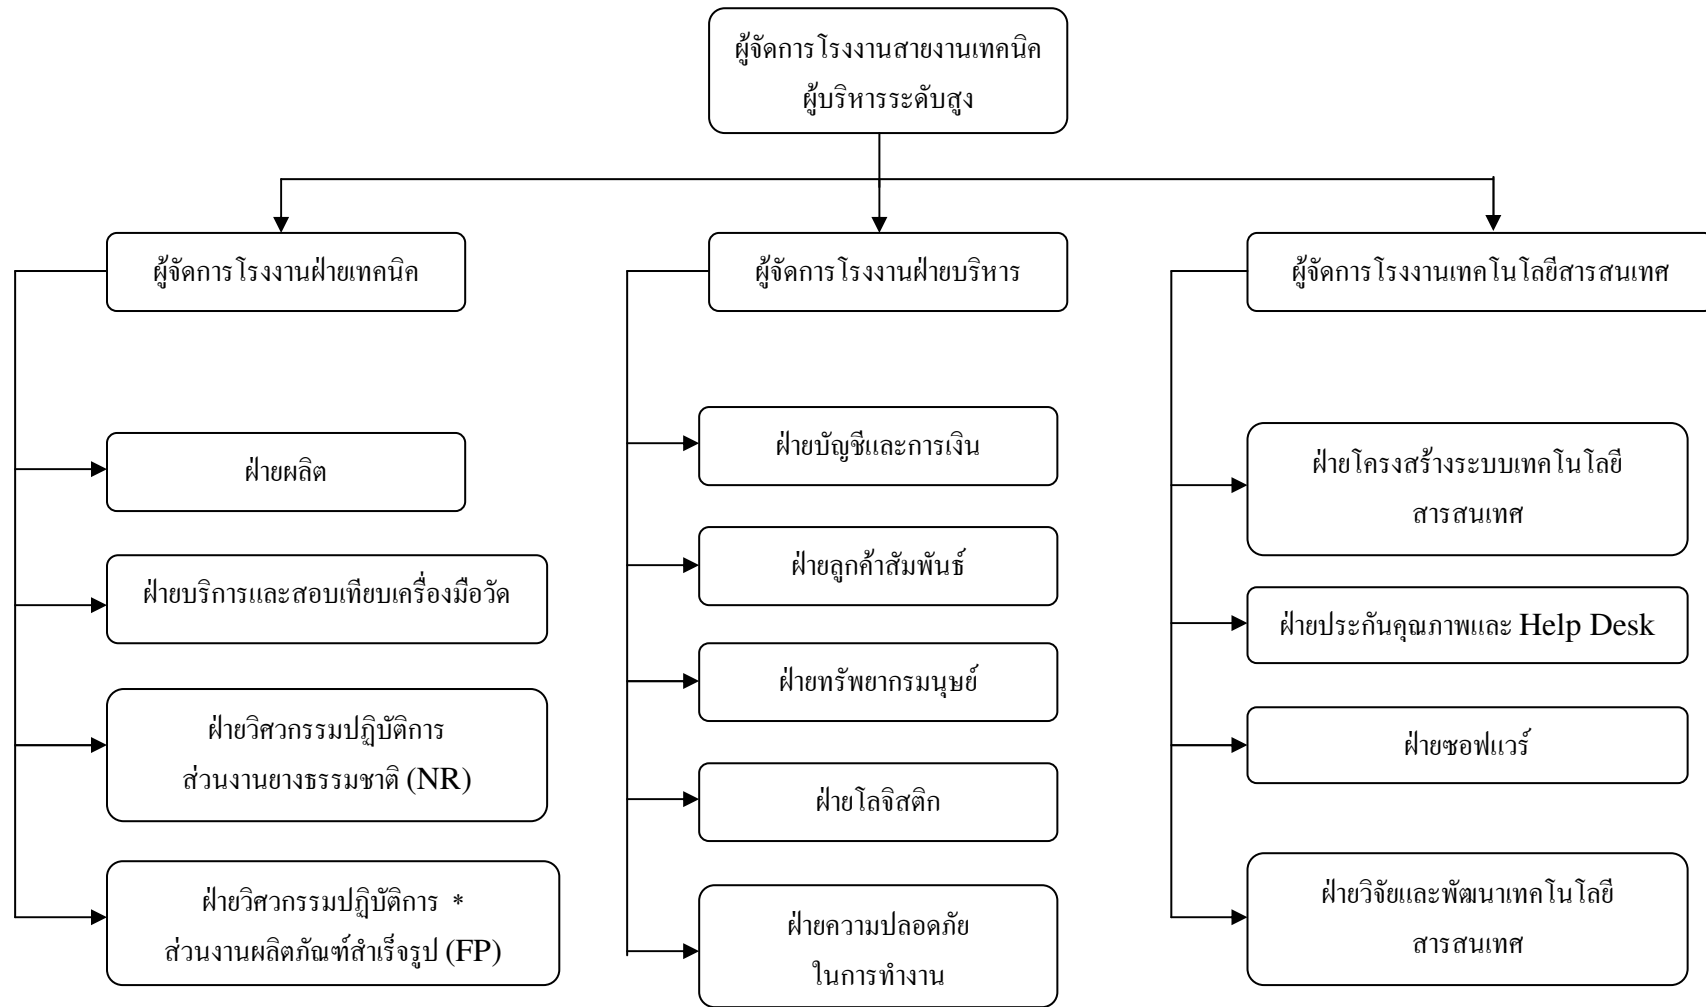 ผู้จัดการโรงงานสายงานเทคนิค
ผู้บริหารระดับสูง
ผู้จัดการโรงงานฝ่ายเทคนิค
ผู้จัดการโรงงานฝ่ายบริหาร
ผู้จัดการโรงงานเทคโนโลยีสารสนเทศ
ฝ่ายผลิต
ฝ่ายบริการและสอบเทียบเครื่องมือวัด
ฝ่ายวิศวกรรมปฏิบัติการ
ส่วนงานยางธรรมชาติ (NR)
ฝ่ายวิศวกรรมปฏิบัติการ *
ส่วนงานผลิตภัณฑ์สำเร็จรูป (FP)
ฝ่ายบัญชีและการเงิน
ฝ่ายลูกค้าสัมพันธ์
ฝ่ายทรัพยากรมนุษย์
ฝ่ายโลจิสติก
ฝ่ายความปลอดภัย
ในการทำงาน
ฝ่ายโครงสร้างระบบเทคโนโลยี
สารสนเทศ
ฝ่ายประกันคุณภาพและ Help Desk
ฝ่ายซอฟแวร์
ฝ่ายวิจัยและพัฒนาเทคโนโลยี
สารสนเทศ